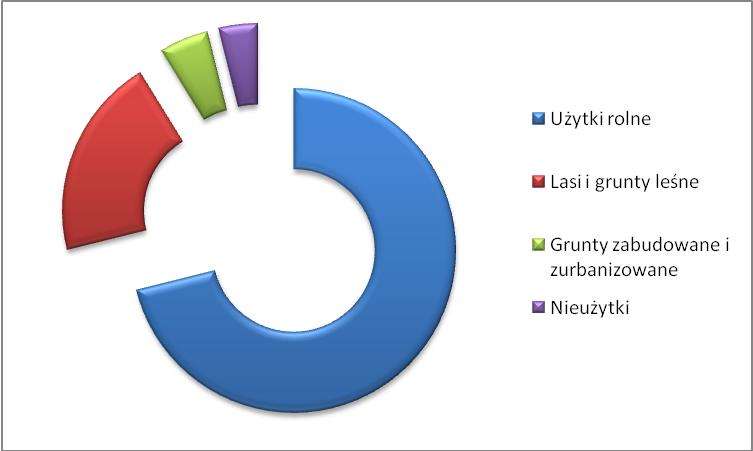 Użytki rolne
Lasi i grunty leśne
Grunty zabudowane i
zurbanizowane
Nieużytki